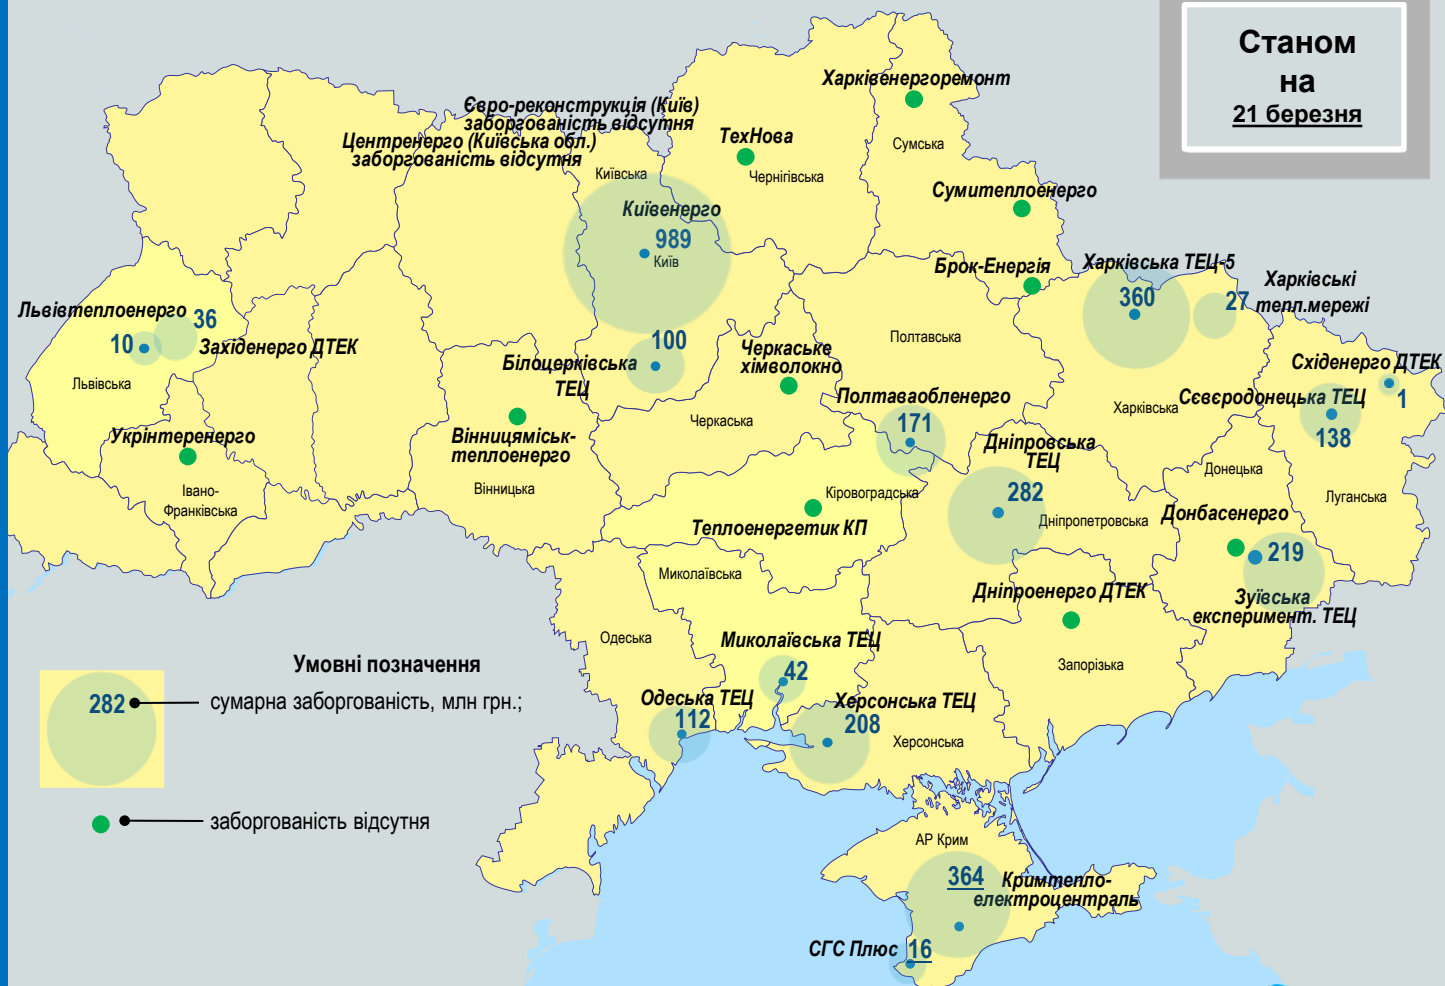 Станом
на
21 березня
Харківенергоремонт
Євро-реконструкція (Київ)
заборгованість відсутня
Центренерго (Київська обл.)
заборгованість відсутня
ТехНова
Сумська
Київська
Чернігівська
Сумитеплоенерго
Київенерго
989
Київ
Брок-Енергія
Харківська ТЕЦ-5
360
27
Харківські
тепл.мережі
Львівтеплоенерго
36
10
Західенерго ДТЕК
Львівська
100
Білоцерківська
ТЕЦ
Черкаське
хімволокно
Полтавська
Полтаваобленерго
171
Східенерго ДТЕК
1
Сєвєродонецька ТЕЦ
138
Харківська
Черкаська
Укрінтеренерго
Вінницяміськ-
теплоенерго
Вінницька
Івано-
Франківська
Дніпровська
ТЕЦ
282
Дніпропетровська
Донецька
Луганська
Кіровоградська
Теплоенергетик КП
Донбасенерго
219
Зуївська
експеримент. ТЕЦ
Миколаївська
Дніпроенерго ДТЕК
Одеська
Миколаївська ТЕЦ
42
Запорізька
Умовні позначення
282
сумарна заборгованість, млн грн.;
Одеська ТЕЦ
112
Херсонська ТЕЦ
208
Херсонська
заборгованість відсутня
АР Крим
364
Кримтепло-
електроцентраль
СГС Плюс
16